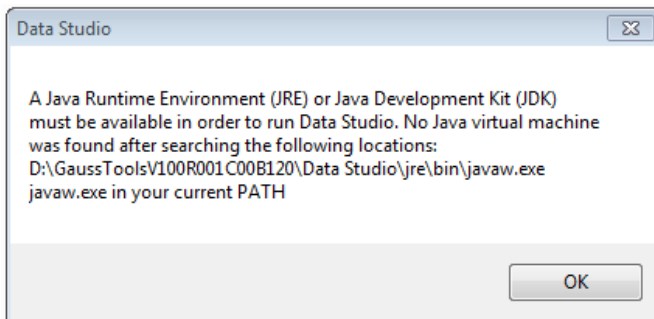 Data Studio
A Java Runtime Environment (JRE) or Java Development Kit (JDK)
must be available in order to run Data Studio. No Java virtual machine
was found after searching the following locations:
D:\GaussToolsV100R001C00B120\Data Studio\jre\bin\javaw.exe
javaw.exe in your current PATH
OK